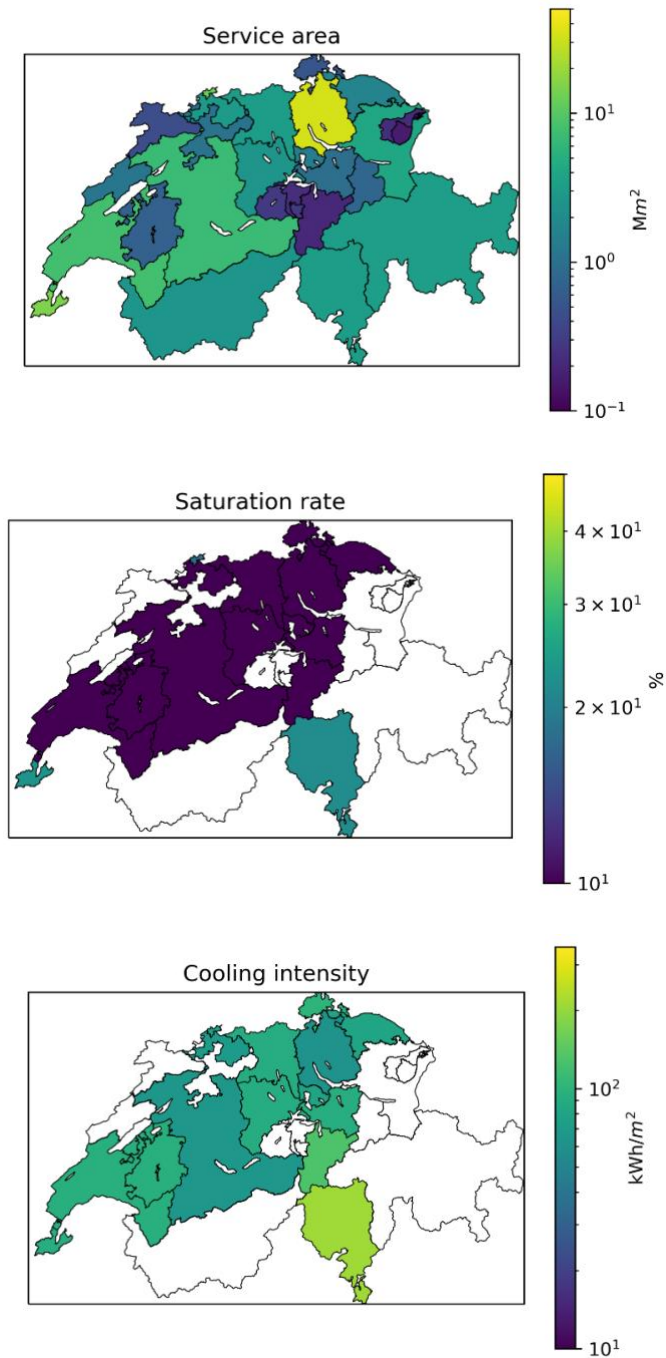 Service area
10¹
10⁰
10⁻¹
Mm²
Saturation rate
4 × 10¹
3 × 10¹
2 × 10¹
10¹
%
Cooling intensity
10²
10¹
kWh/m²